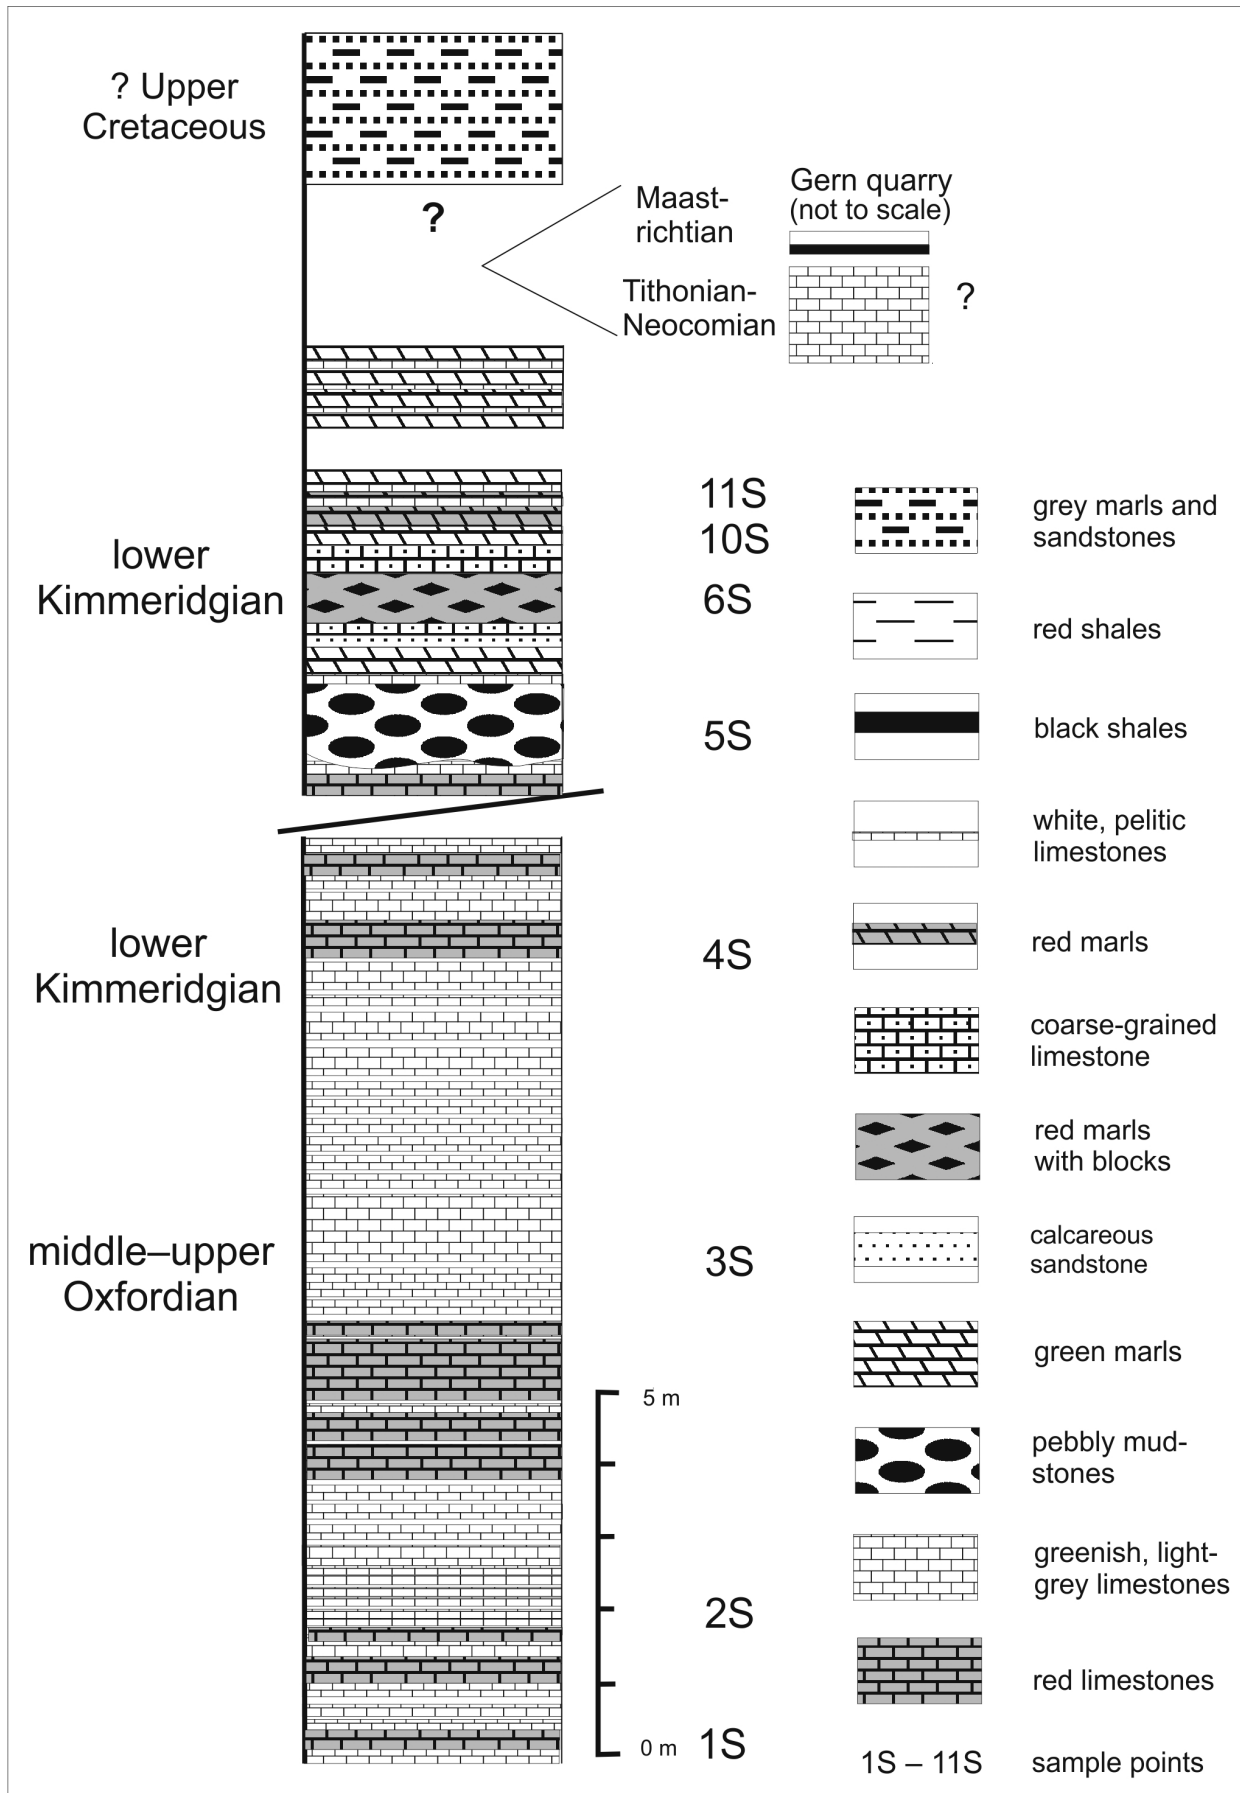 ? Upper
Cretaceous
?
Maast-
richtian
Gern quarry
(not to scale)
Tithonian-
Neocomian
?
lower
Kimmeridgian
11S
10S
6S
5S
lower
Kimmeridgian
4S
middle–upper
Oxfordian
3S
5 m
2S
0 m
1S
grey marls and
sandstones
red shales
black shales
white, pelitic
limestones
red marls
coarse-grained
limestone
red marls
with blocks
calcareous
sandstone
green marls
pebbly mud-
stones
greenish, light-
grey limestones
red limestones
1S – 11S sample points